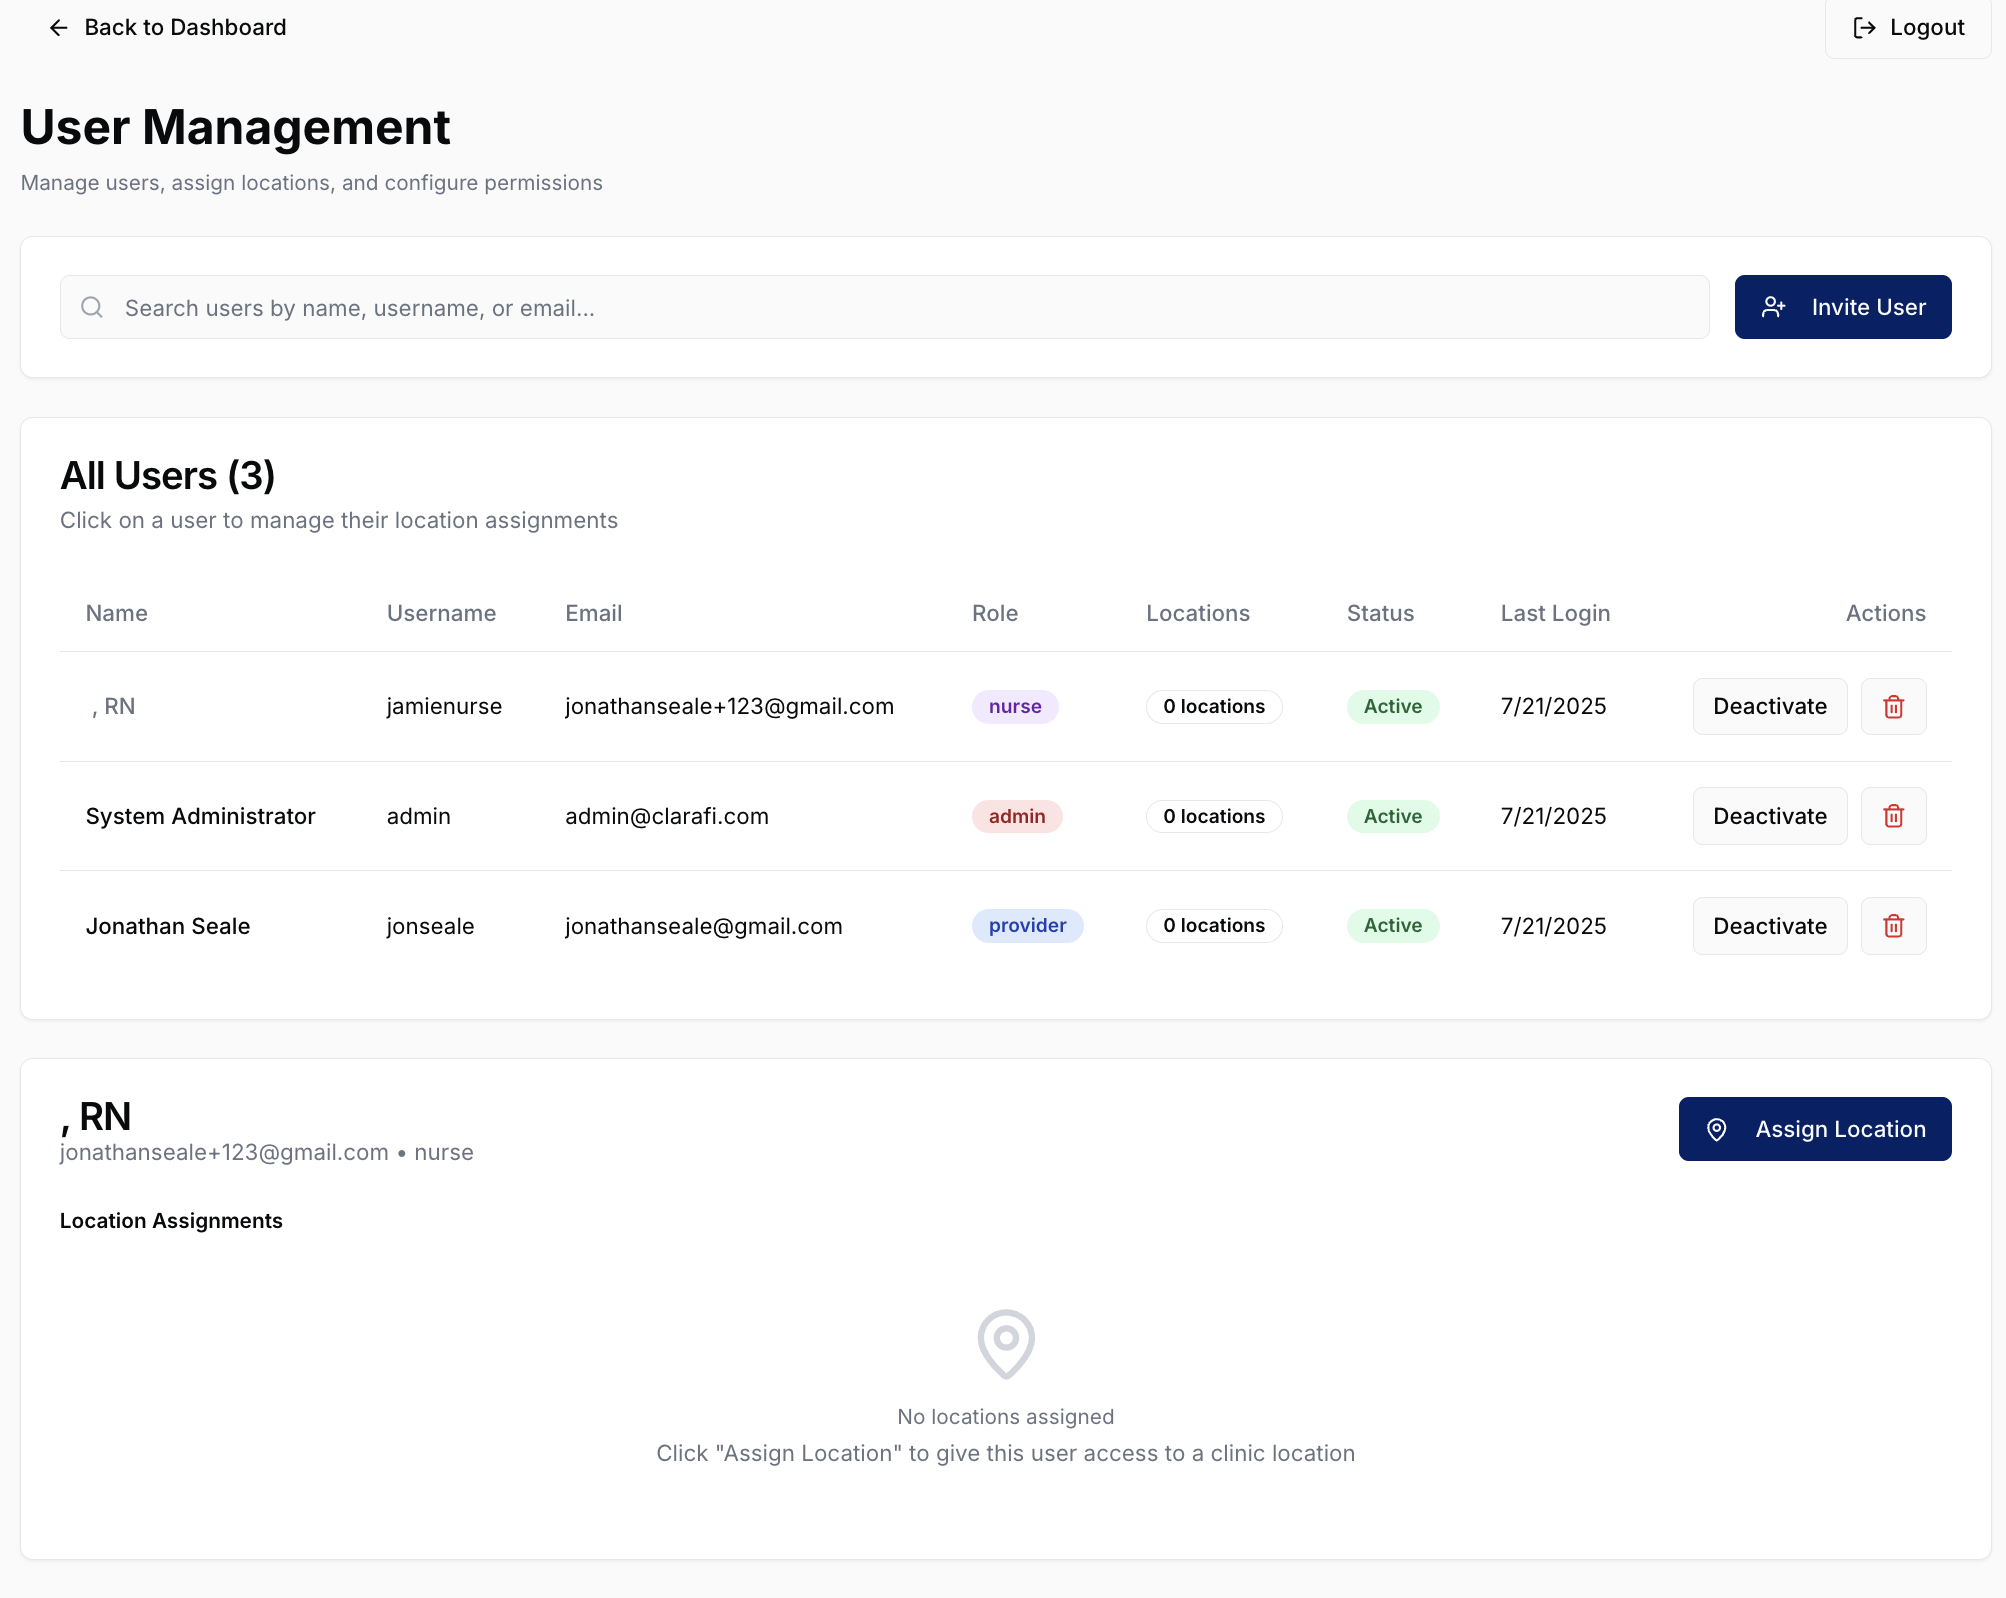 Back to Dashboard
Logout
User Management
Manage users, assign locations, and configure permissions
Search users by name, username, or email...
Invite User
All Users (3)
Click on a user to manage their location assignments
Name Username Email Role Locations Status Last Login Actions
, RN jamienurse jonathanseale+123@gmail.com nurse 0 locations Active 7/21/2025 Deactivate
System Administrator admin admin@clarafi.com admin 0 locations Active 7/21/2025 Deactivate
Jonathan Seale jonseale jonathanseale@gmail.com provider 0 locations Active 7/21/2025 Deactivate
, RN
Assign Location
jonathanseale+123@gmail.com • nurse
Location Assignments
No locations assigned
Click "Assign Location" to give this user access to a clinic location